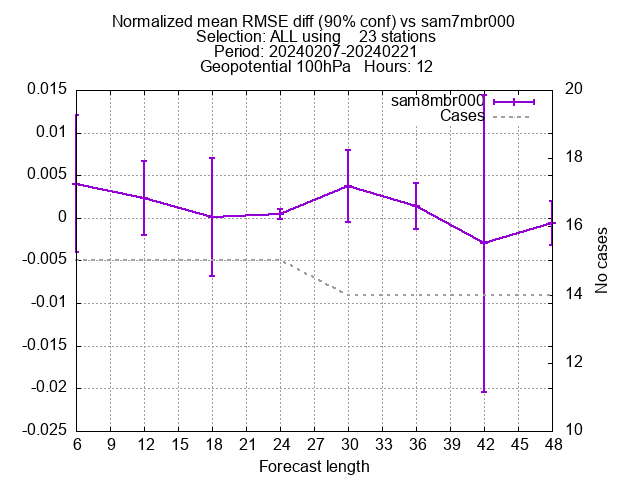 Normalized mean RMSE diff (90% conf) vs sam7mbr000
Selection: ALL using    23 stations
Period: 20240207-20240221
Geopotential 100hPa   Hours: 12
sam8mbr000
Cases
0.015
0.01
0.005
0
-0.005
-0.01
-0.015
-0.02
-0.025
20
18
16
14
12
10
No cases
6 9 12 15 18 21 24 27 30 33 36 39 42 45 48
Forecast length